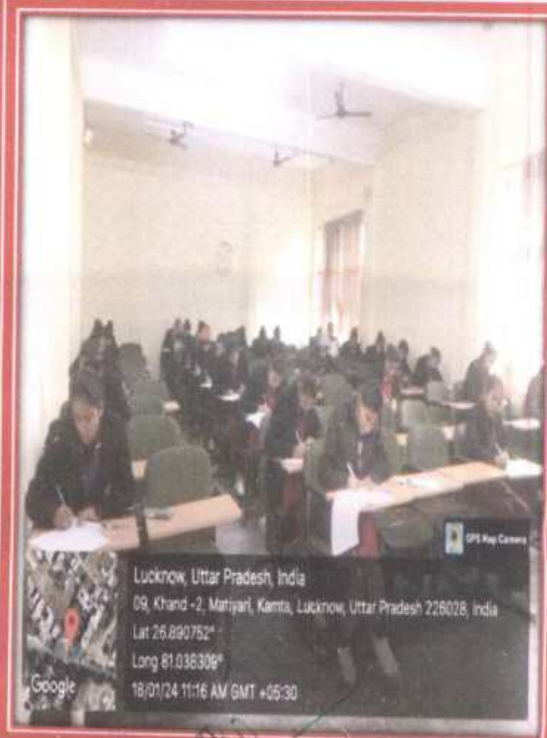 GPS Map Camera
Lucknow, Uttar Pradesh, India
09, Khand -2, Matiyari, Kamta, Lucknow, Uttar Pradesh 226028, India
Lat 26.890752°
Long 81.038309°
18/01/24 11:16 AM GMT +05:30
Google